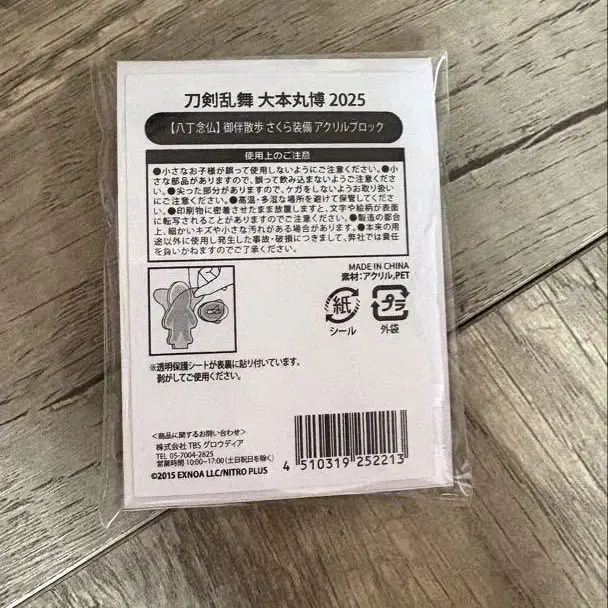 刀剣乱舞 大本丸博 2025
【八丁念仏】御伴散歩 さくら装備 アクリルブロック
使用上のご注意
●小さなお子様が誤って使用しないようにご注意ください。●小
さな部品がありますので、誤って飲み込まないようご注意くださ
い。●尖った部分がありますので、ケガをしないようお取り扱い
にご注意ください。●高温・多湿な場所を避けて保管してくださ
い。●印刷物に密着させたまま放置しますと、文字や絵柄が表面
に転写されることがありますのでご注意ください。●製造の都合
上、細かいキズや小さな汚れがある場合があります。●本来の用
途以外に使用し発生した事故・破損につきまして、弊社では責任
を負いかねますのでご了承ください。
MADE IN CHINA
素材:アクリル,PET
紙
シール
プラ
外袋
※透明保護シートが表裏に貼り付いています。
剥がしてご使用ください。
<商品に関するお問い合わせ>
株式会社 TBS グロウディア
TEL 05-7004-2825
営業時間 10:00~17:00(土日祝日を除く)
©2015 EXNOA LLC/NITRO PLUS
4 510319 252213